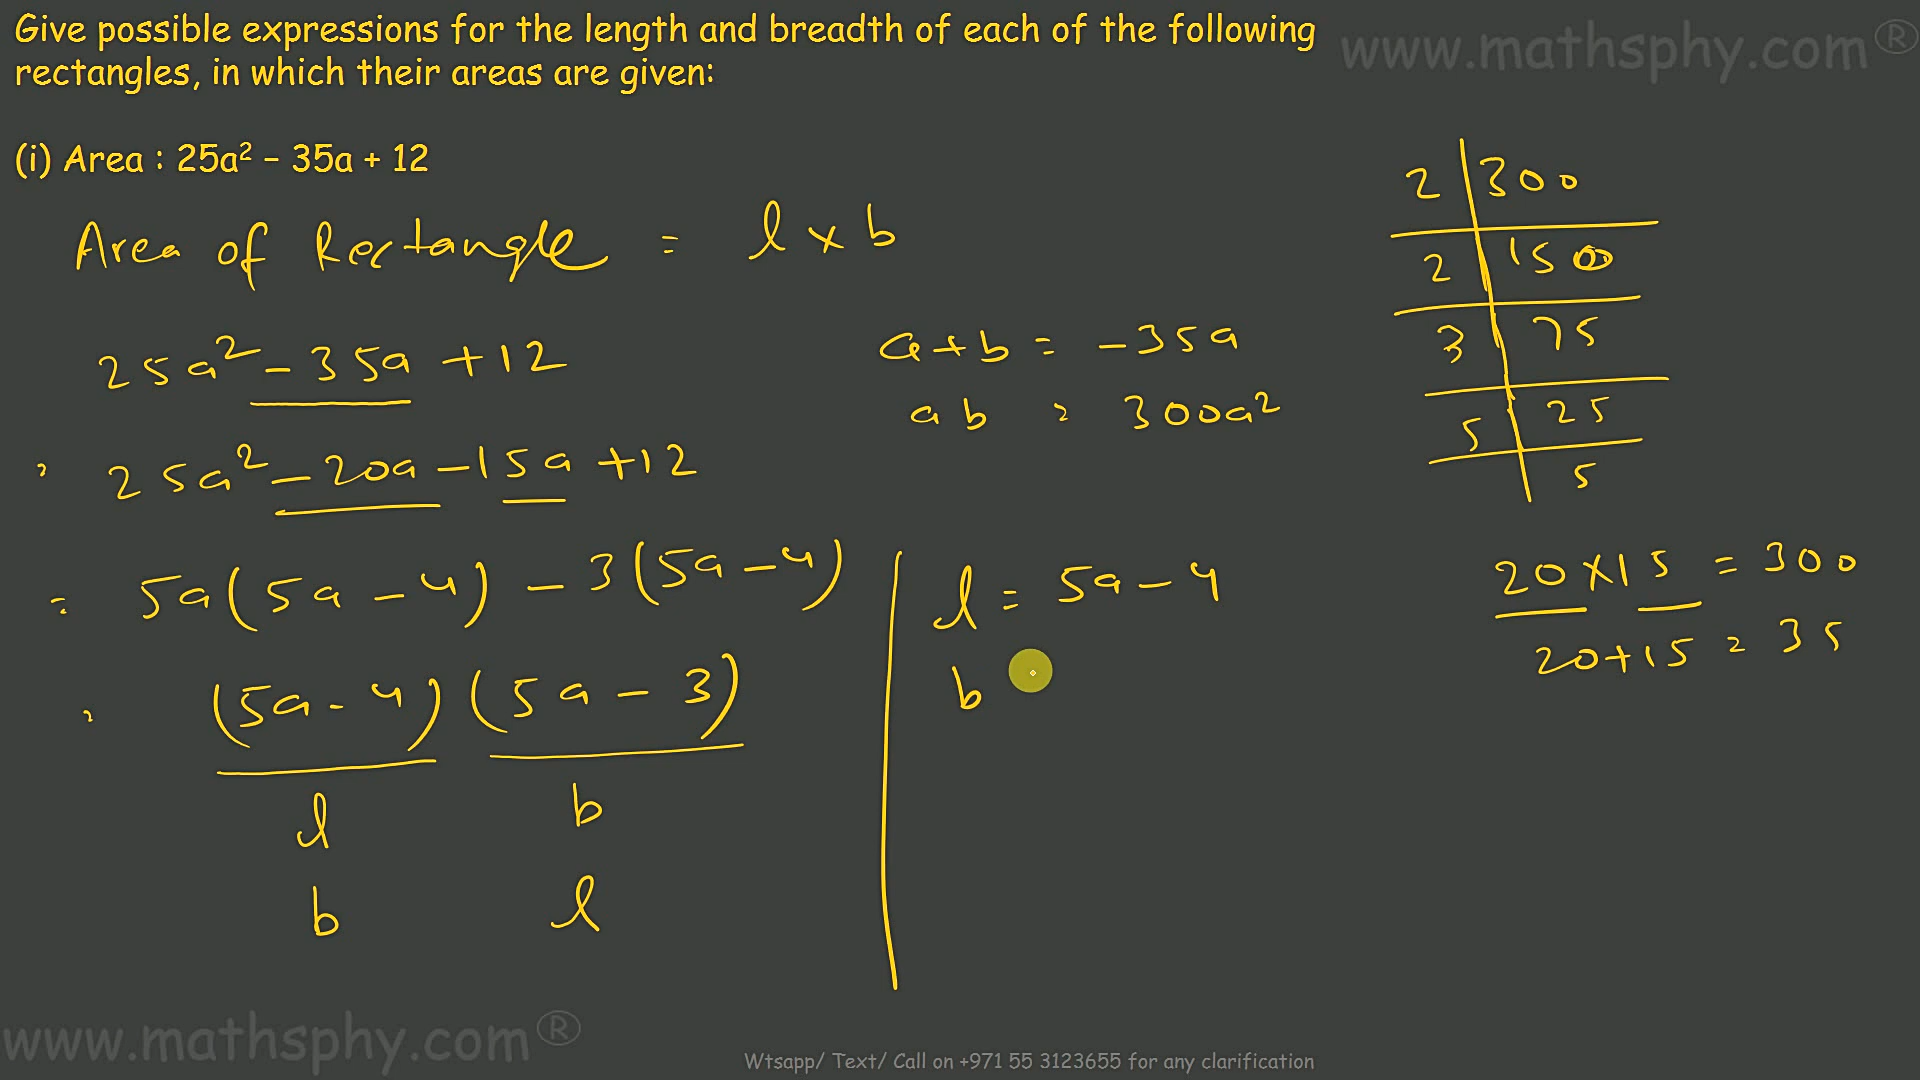 Give possible expressions for the length and breadth of each of the following
rectangles, in which their areas are given:
www.mathsphy.com®
(i) Area : 25a² – 35a + 12
Area of Rectangle = l × b
25a² – 35a + 12
= 25a² – 20a – 15a + 12
= 5a(5a – 4) – 3(5a – 4)
= (5a - 4) (5a – 3)
l b
b l
a + b = – 35a
ab = 300a²
l = 5a – 4
b
2 | 300
2 | 150
3 | 75
5 | 25
5
20 × 15 = 300
20 + 15 = 35
www.mathsphy.com®
Wtsapp/ Text/ Call on +971 55 3123655 for any clarification